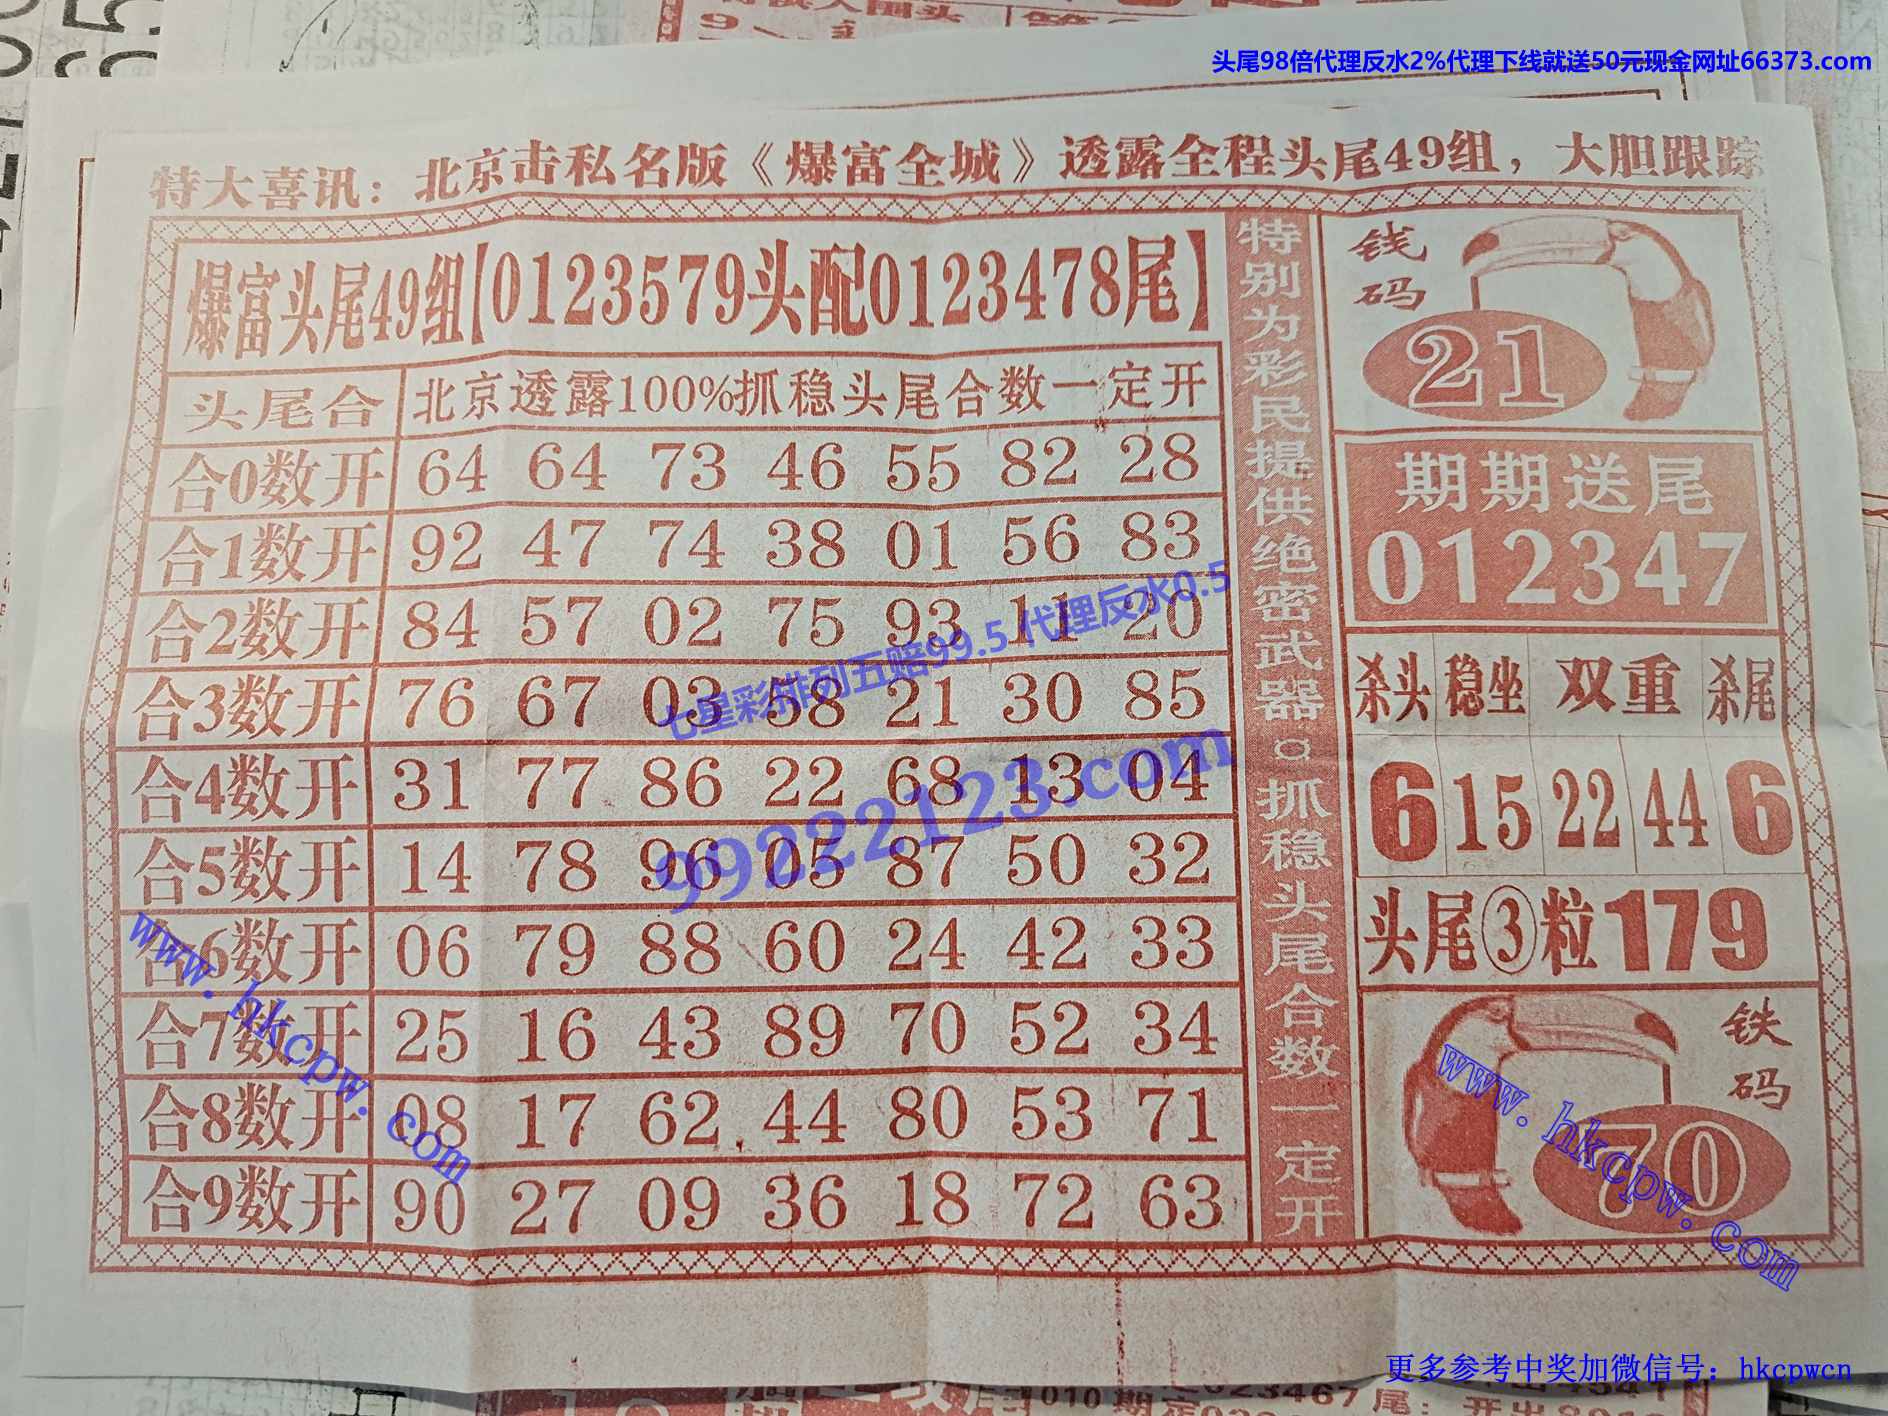 头尾98倍代理反水2%代理下线就送50元现金网址66373.com
特大喜讯：北京击私名版《爆富全城》透露全程头尾49组，大胆跟踪
爆富头尾49组【0123579头配0123478尾】
头尾合 北京透露100%抓稳头尾合数一定开
合0数开 64 64 73 46 55 82 28
合1数开 92 47 74 38 01 56 83
合2数开 84 57 02 75 93 11 20
合3数开 76 67 03 58 21 30 85
合4数开 31 77 86 22 68 13 04
合5数开 14 78 96 05 87 50 32
合6数开 06 79 88 60 24 42 33
合7数开 25 16 43 89 70 52 34
合8数开 08 17 62 44 80 53 71
合9数开 90 27 09 36 18 72 63
特别为彩民提供绝密武器。抓稳头尾合数一定开
钱码
21
期期送尾
012347
杀头 稳坐 双重 杀尾
6 15 22 44 6
头尾③粒179
铁码
70
七星彩排列五赔99.5 代理反水0.5
99222123.com
www.hkcpw.com
www.hkcpw.com
更多参考中奖加微信号：hkcpwcn